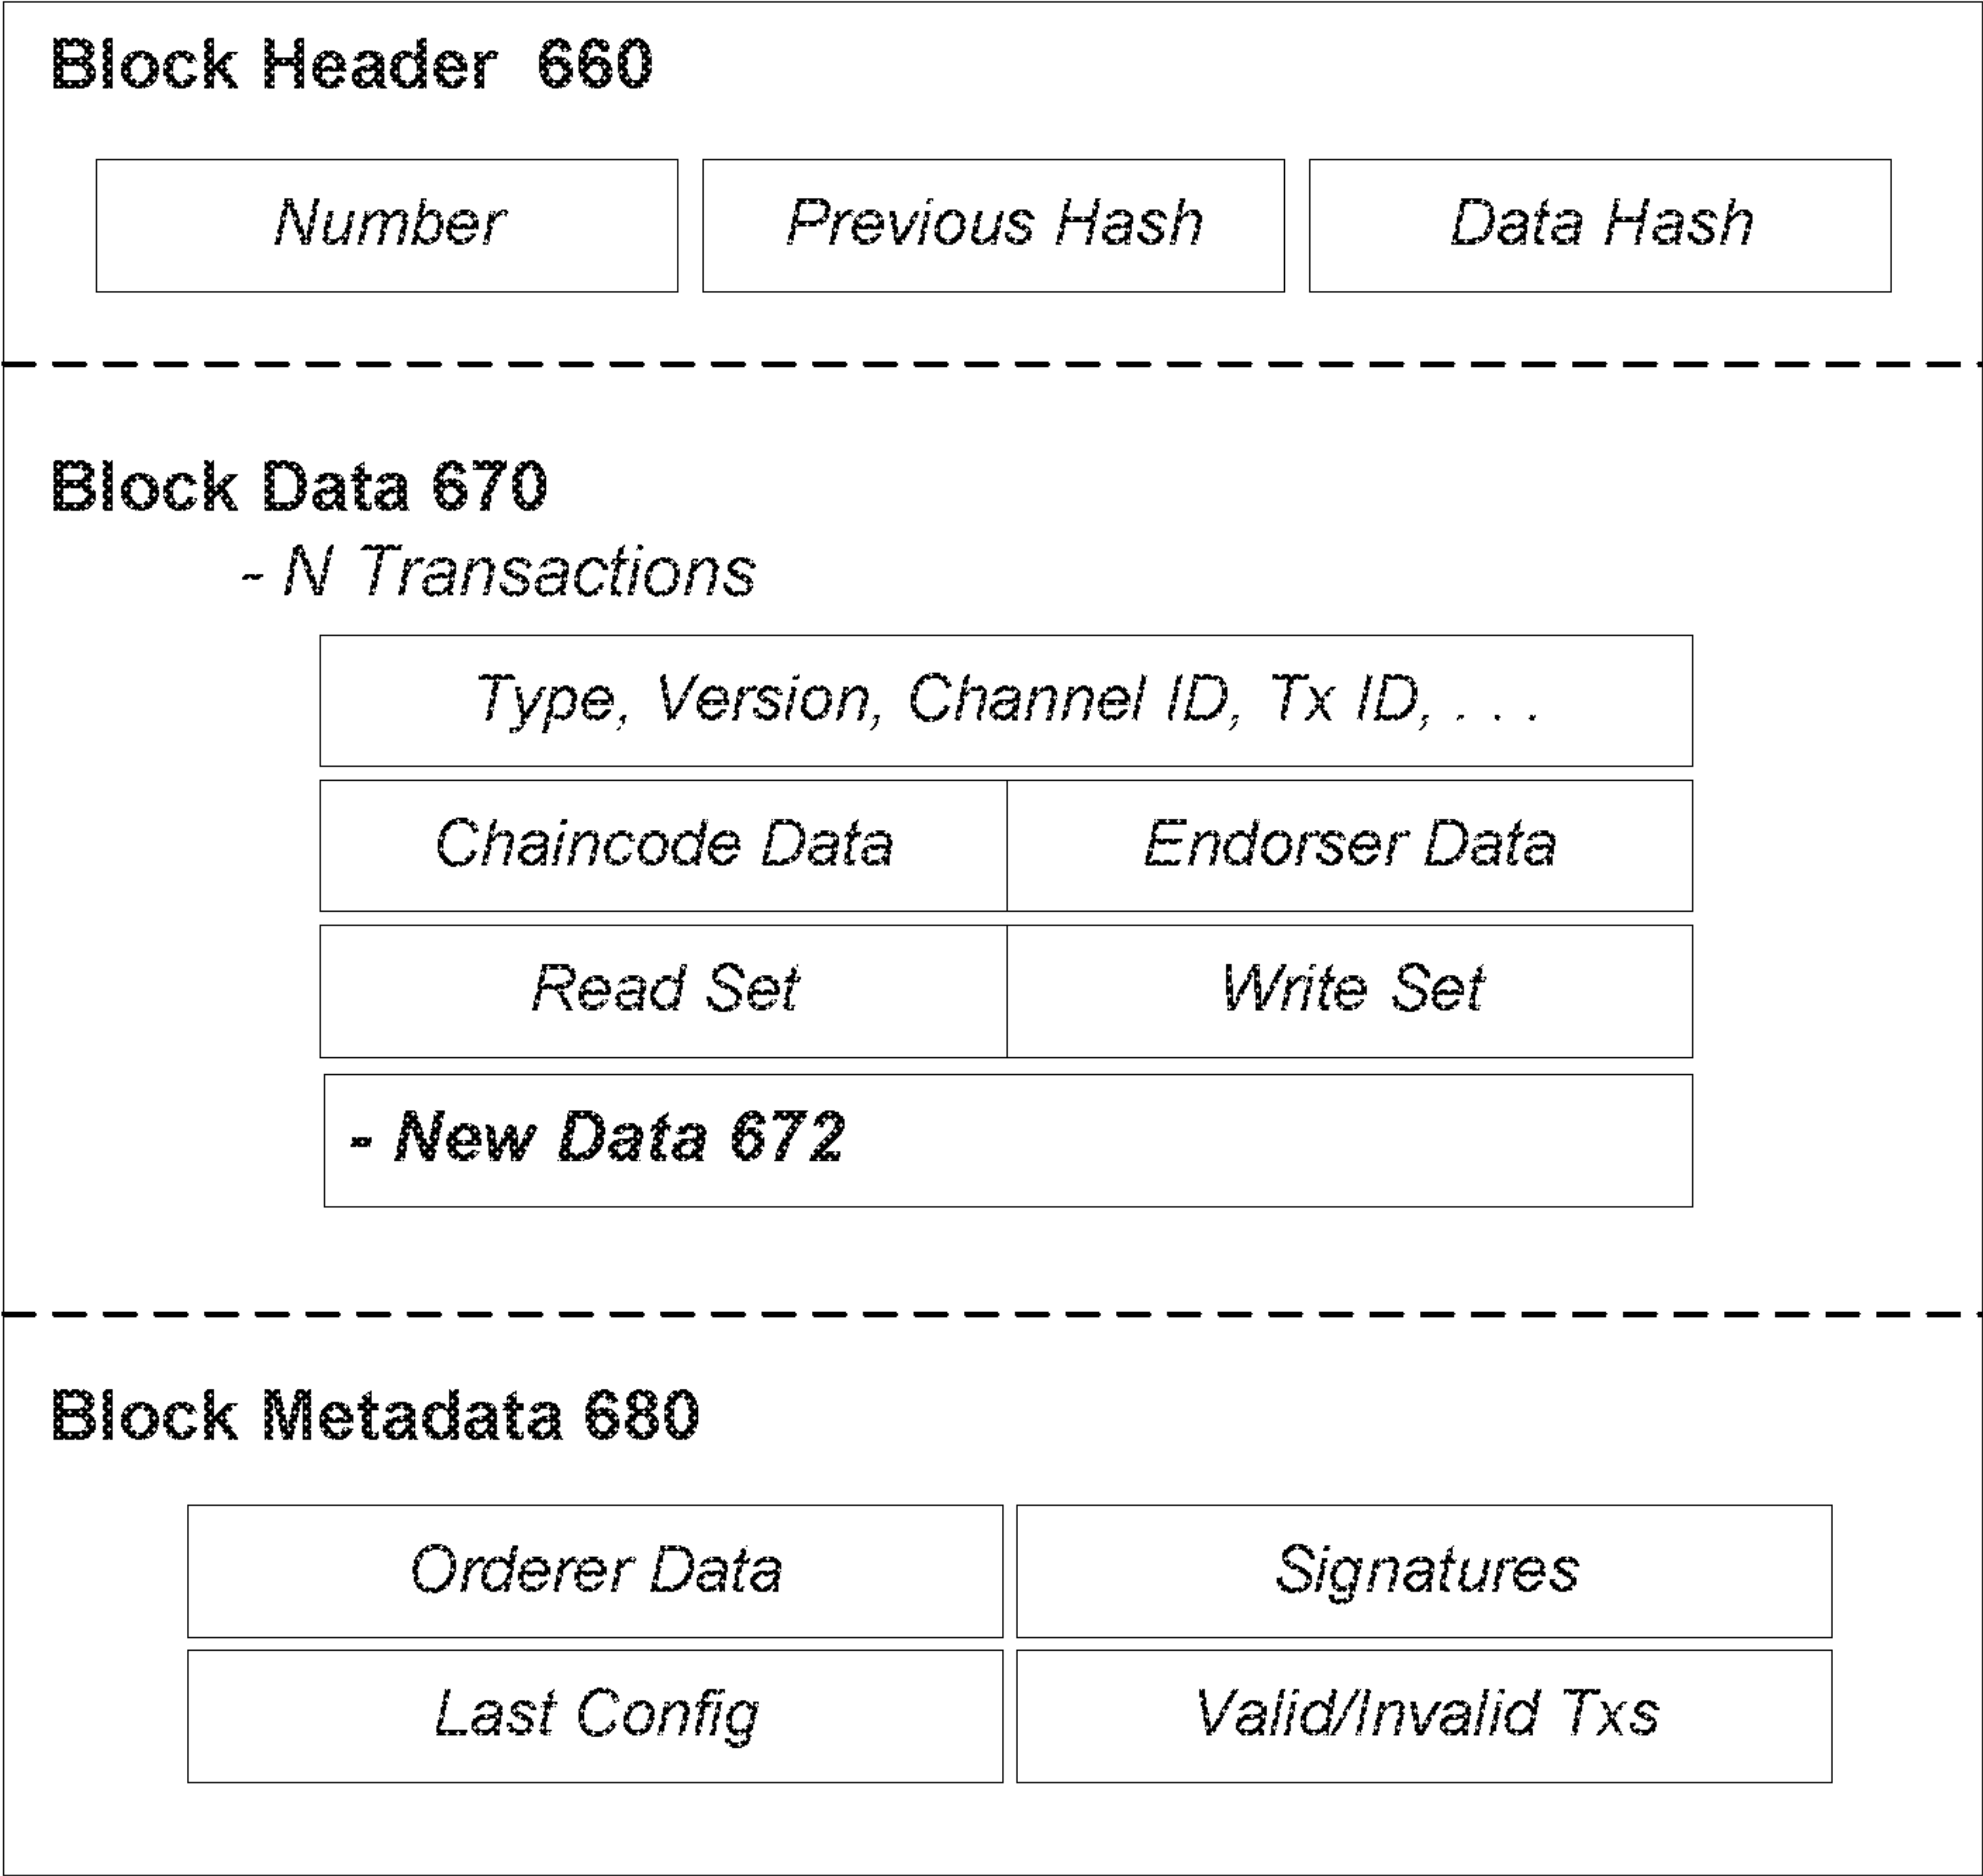 Block Header 660
Number Previous Hash Data Hash
Block Data 670
- N Transactions
Type, Version, Channel ID, Tx ID, . . .
Chaincode Data Endorser Data
Read Set Write Set
- New Data 672
Block Metadata 680
Orderer Data Signatures
Last Config Valid/Invalid Txs